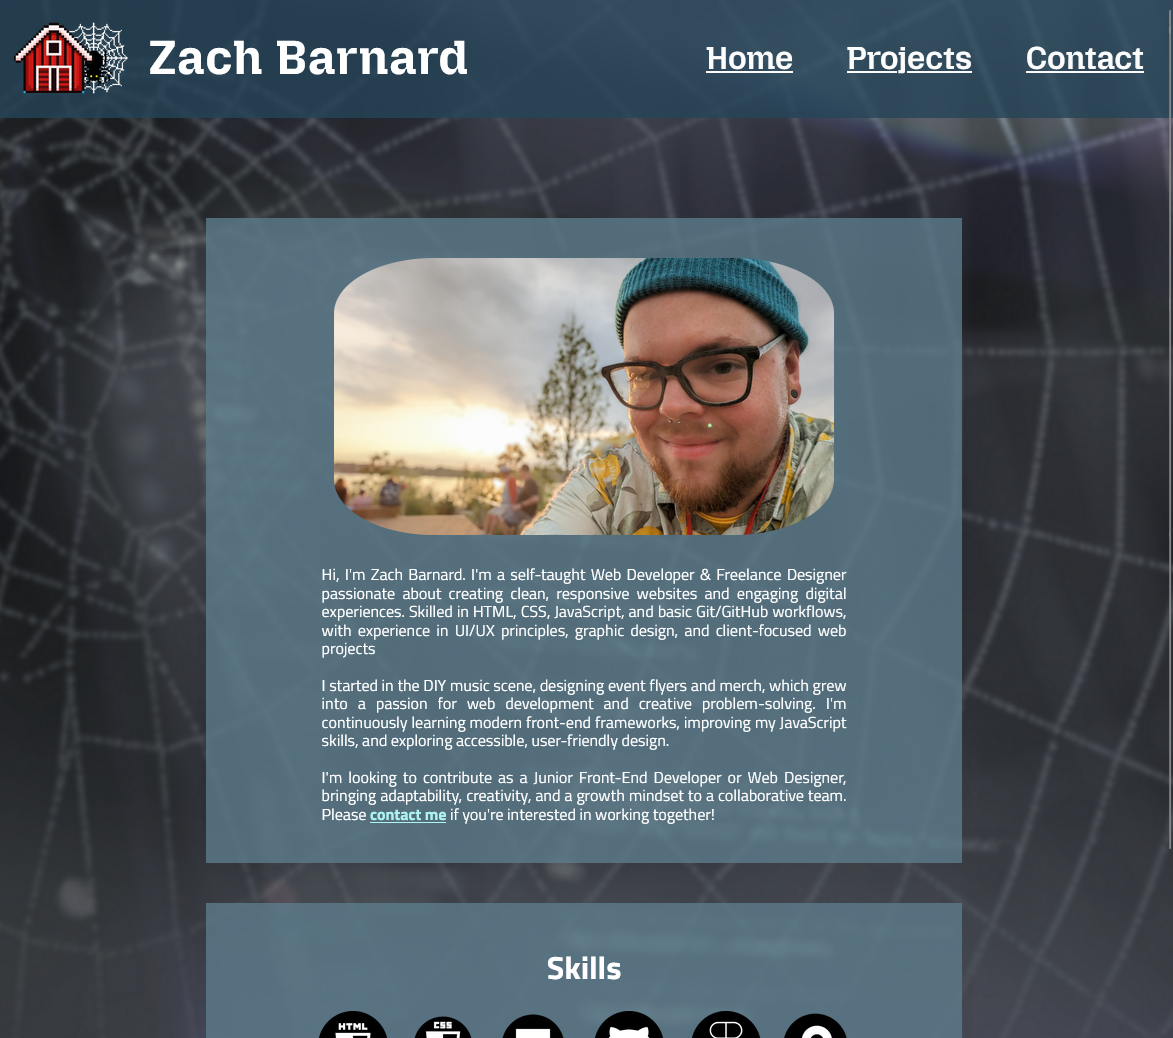 Zach Barnard
Home Projects Contact
Hi, I'm Zach Barnard. I'm a self-taught Web Developer & Freelance Designer
passionate about creating clean, responsive websites and engaging digital
experiences. Skilled in HTML, CSS, JavaScript, and basic Git/GitHub workflows,
with experience in UI/UX principles, graphic design, and client-focused web
projects
I started in the DIY music scene, designing event flyers and merch, which grew
into a passion for web development and creative problem-solving. I'm
continuously learning modern front-end frameworks, improving my JavaScript
skills, and exploring accessible, user-friendly design.
I'm looking to contribute as a Junior Front-End Developer or Web Designer,
bringing adaptability, creativity, and a growth mindset to a collaborative team.
Please contact me if you're interested in working together!
Skills
HTML CSS